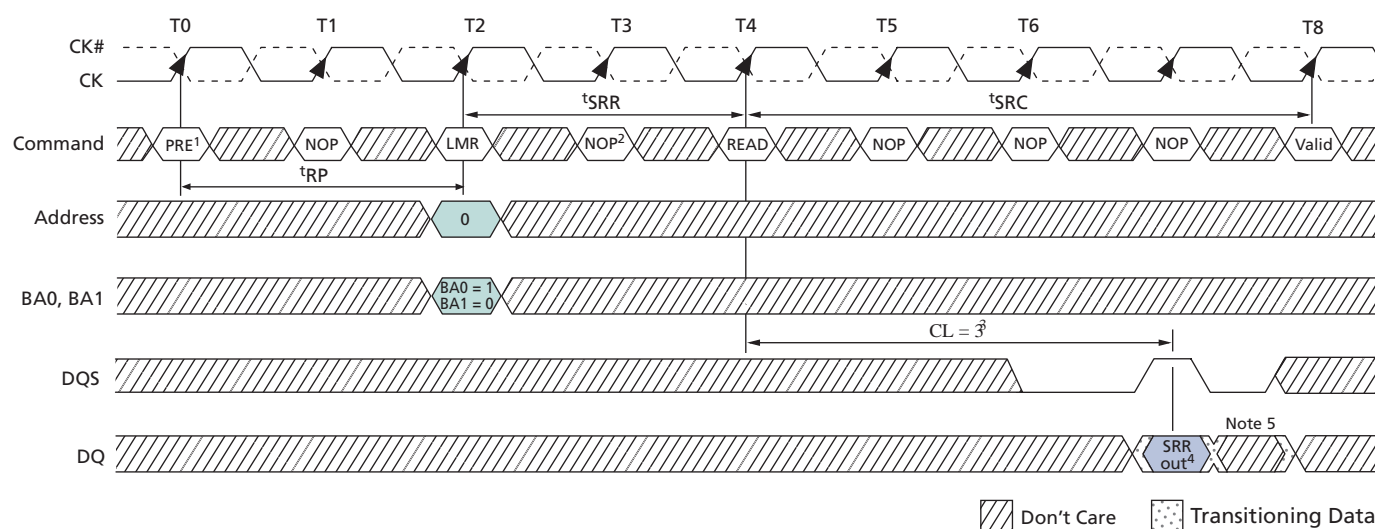 T0 T1 T2 T3 T4 T5 T6 T8
CK#
CK
tSRR tSRC
Command PRE1 NOP LMR NOP2 READ NOP NOP NOP Valid
tRP
Address 0
BA0, BA1 BA0 = 1
BA1 = 0
CL = 33
DQS
Note 5
DQ SRR
out4
Don't Care Transitioning Data